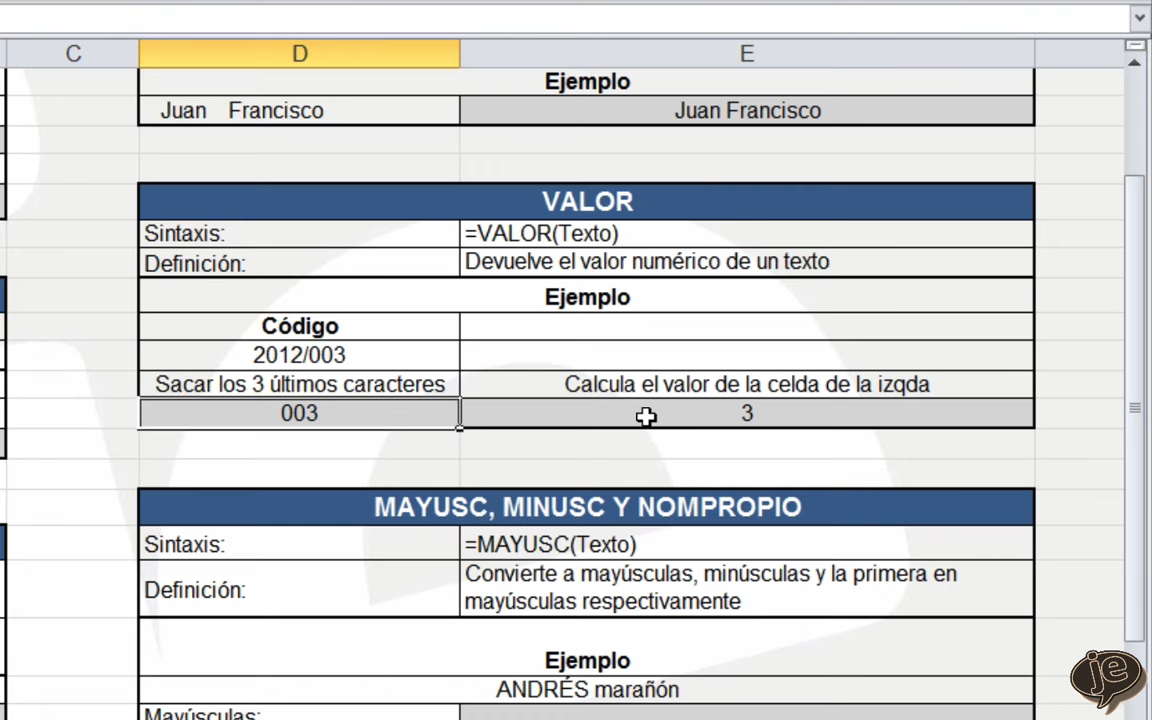 C D E
Ejemplo
Juan Francisco Juan Francisco
VALOR
Sintaxis: =VALOR(Texto)
Definición: Devuelve el valor numérico de un texto
Ejemplo
Código
2012/003
Sacar los 3 últimos caracteres Calcula el valor de la celda de la izqda
003 3
MAYUSC, MINUSC Y NOMPROPIO
Sintaxis: =MAYUSC(Texto)
Definición: Convierte a mayúsculas, minúsculas y la primera en
mayúsculas respectivamente
Ejemplo
ANDRÉS marañón
Mayúsculas:
je